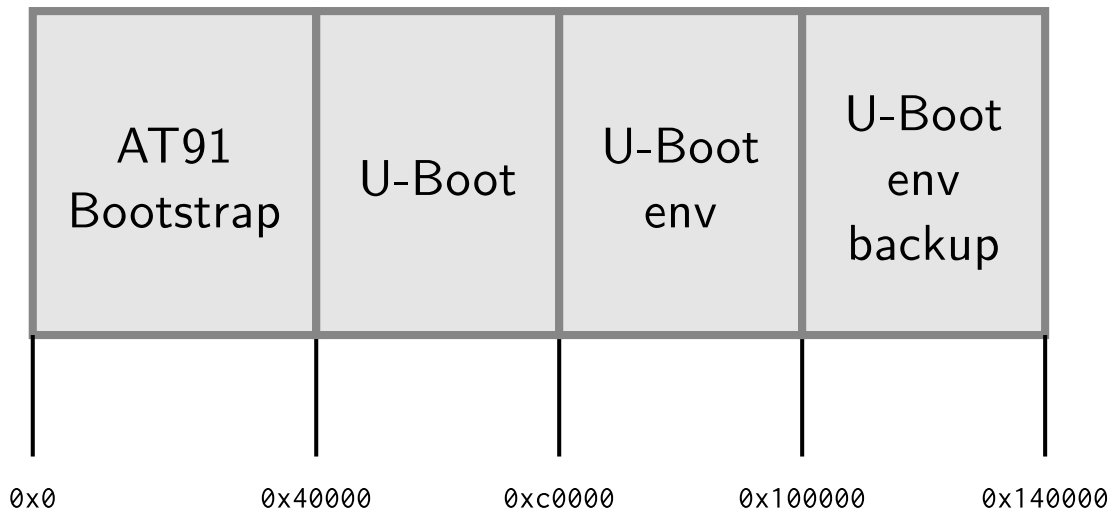 AT91
Bootstrap
U-Boot
U-Boot
env
U-Boot
env
backup
0x0
0x40000
0xc0000
0x100000
0x140000